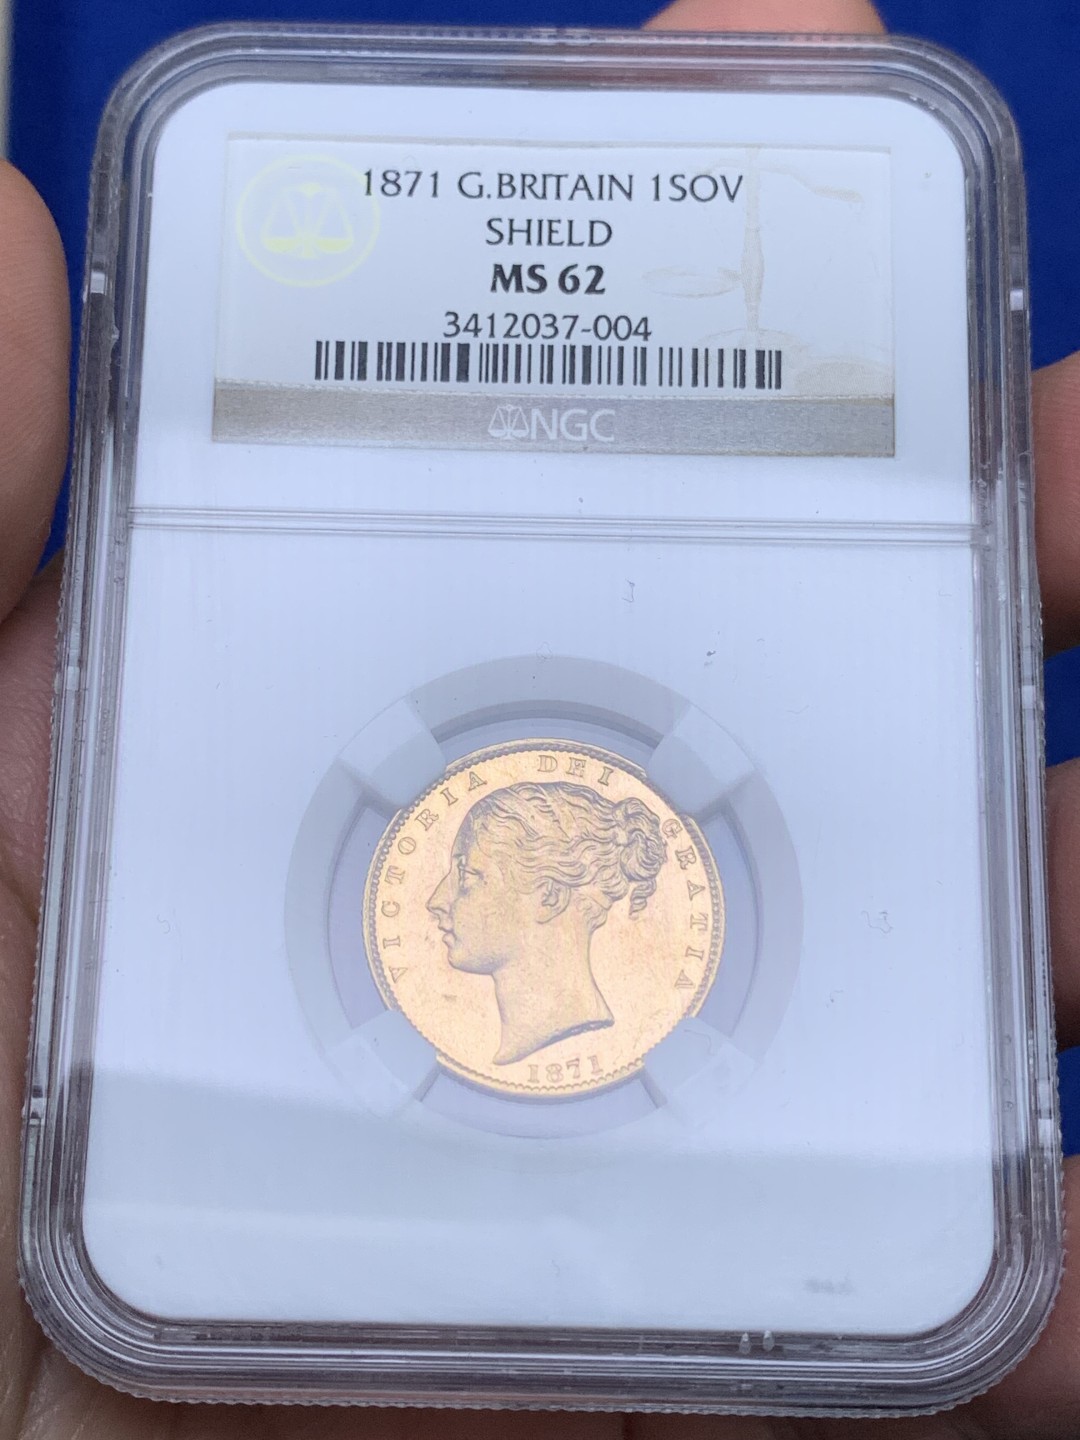 1871 G.BRITAIN 1SOV
SHIELD
MS 62
3412037-004
NGC
VICTORIA DEI GRATIA
1871